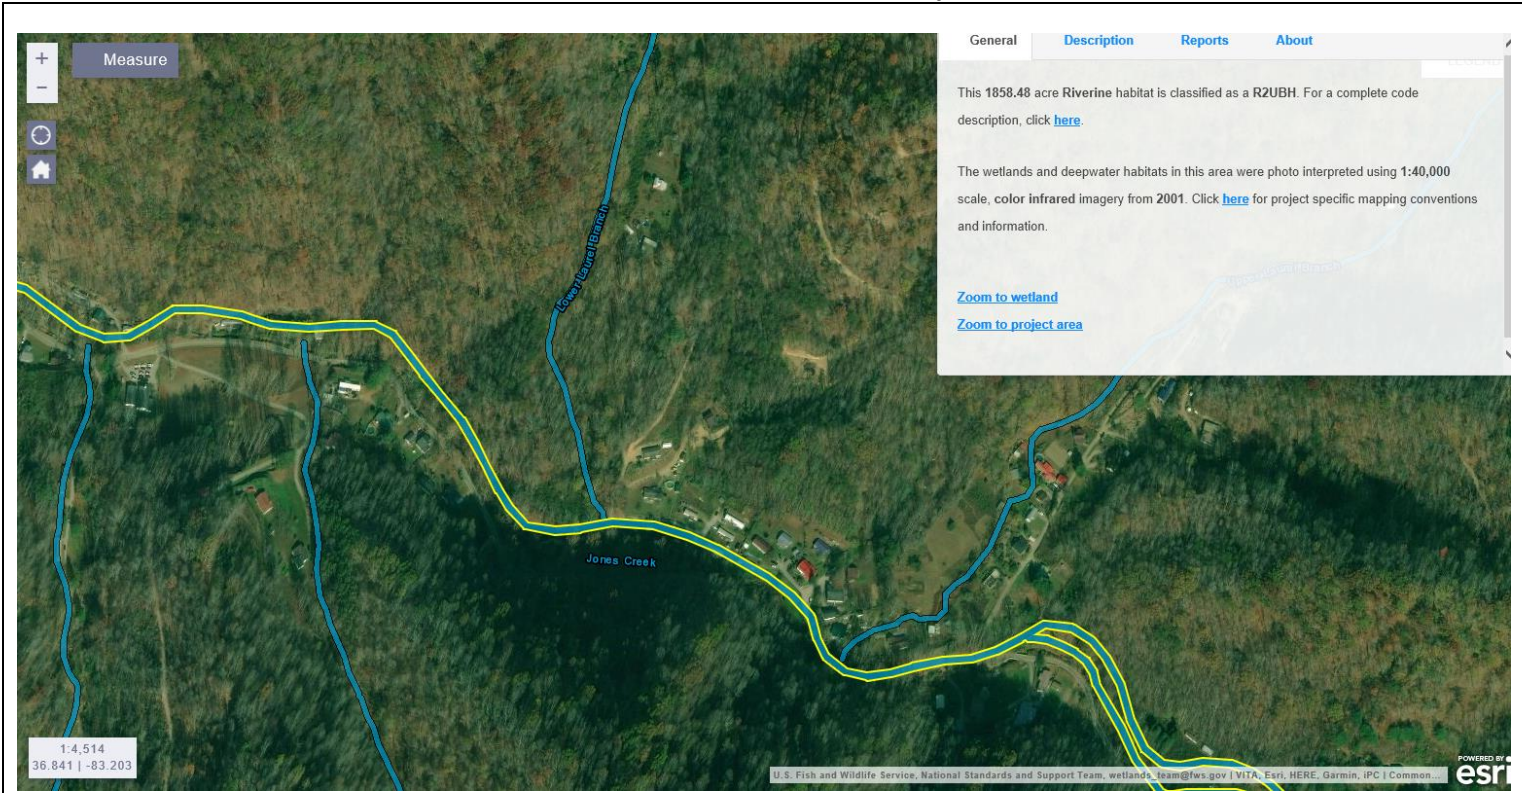 +
Measure
−
General Description Reports About
This 1858.48 acre Riverine habitat is classified as a R2UBH. For a complete code
description, click here.
The wetlands and deepwater habitats in this area were photo interpreted using 1:40,000
scale, color infrared imagery from 2001. Click here for project specific mapping conventions
and information.
Zoom to wetland
Zoom to project area
Lower Laurel Branch
Jones Creek
1:4,514
36.841 | -83.203
U.S. Fish and Wildlife Service, National Standards and Support Team, wetlands_team@fws.gov | VITA, Esri, HERE, Garmin, iPC | Common...
POWERED BY
esri